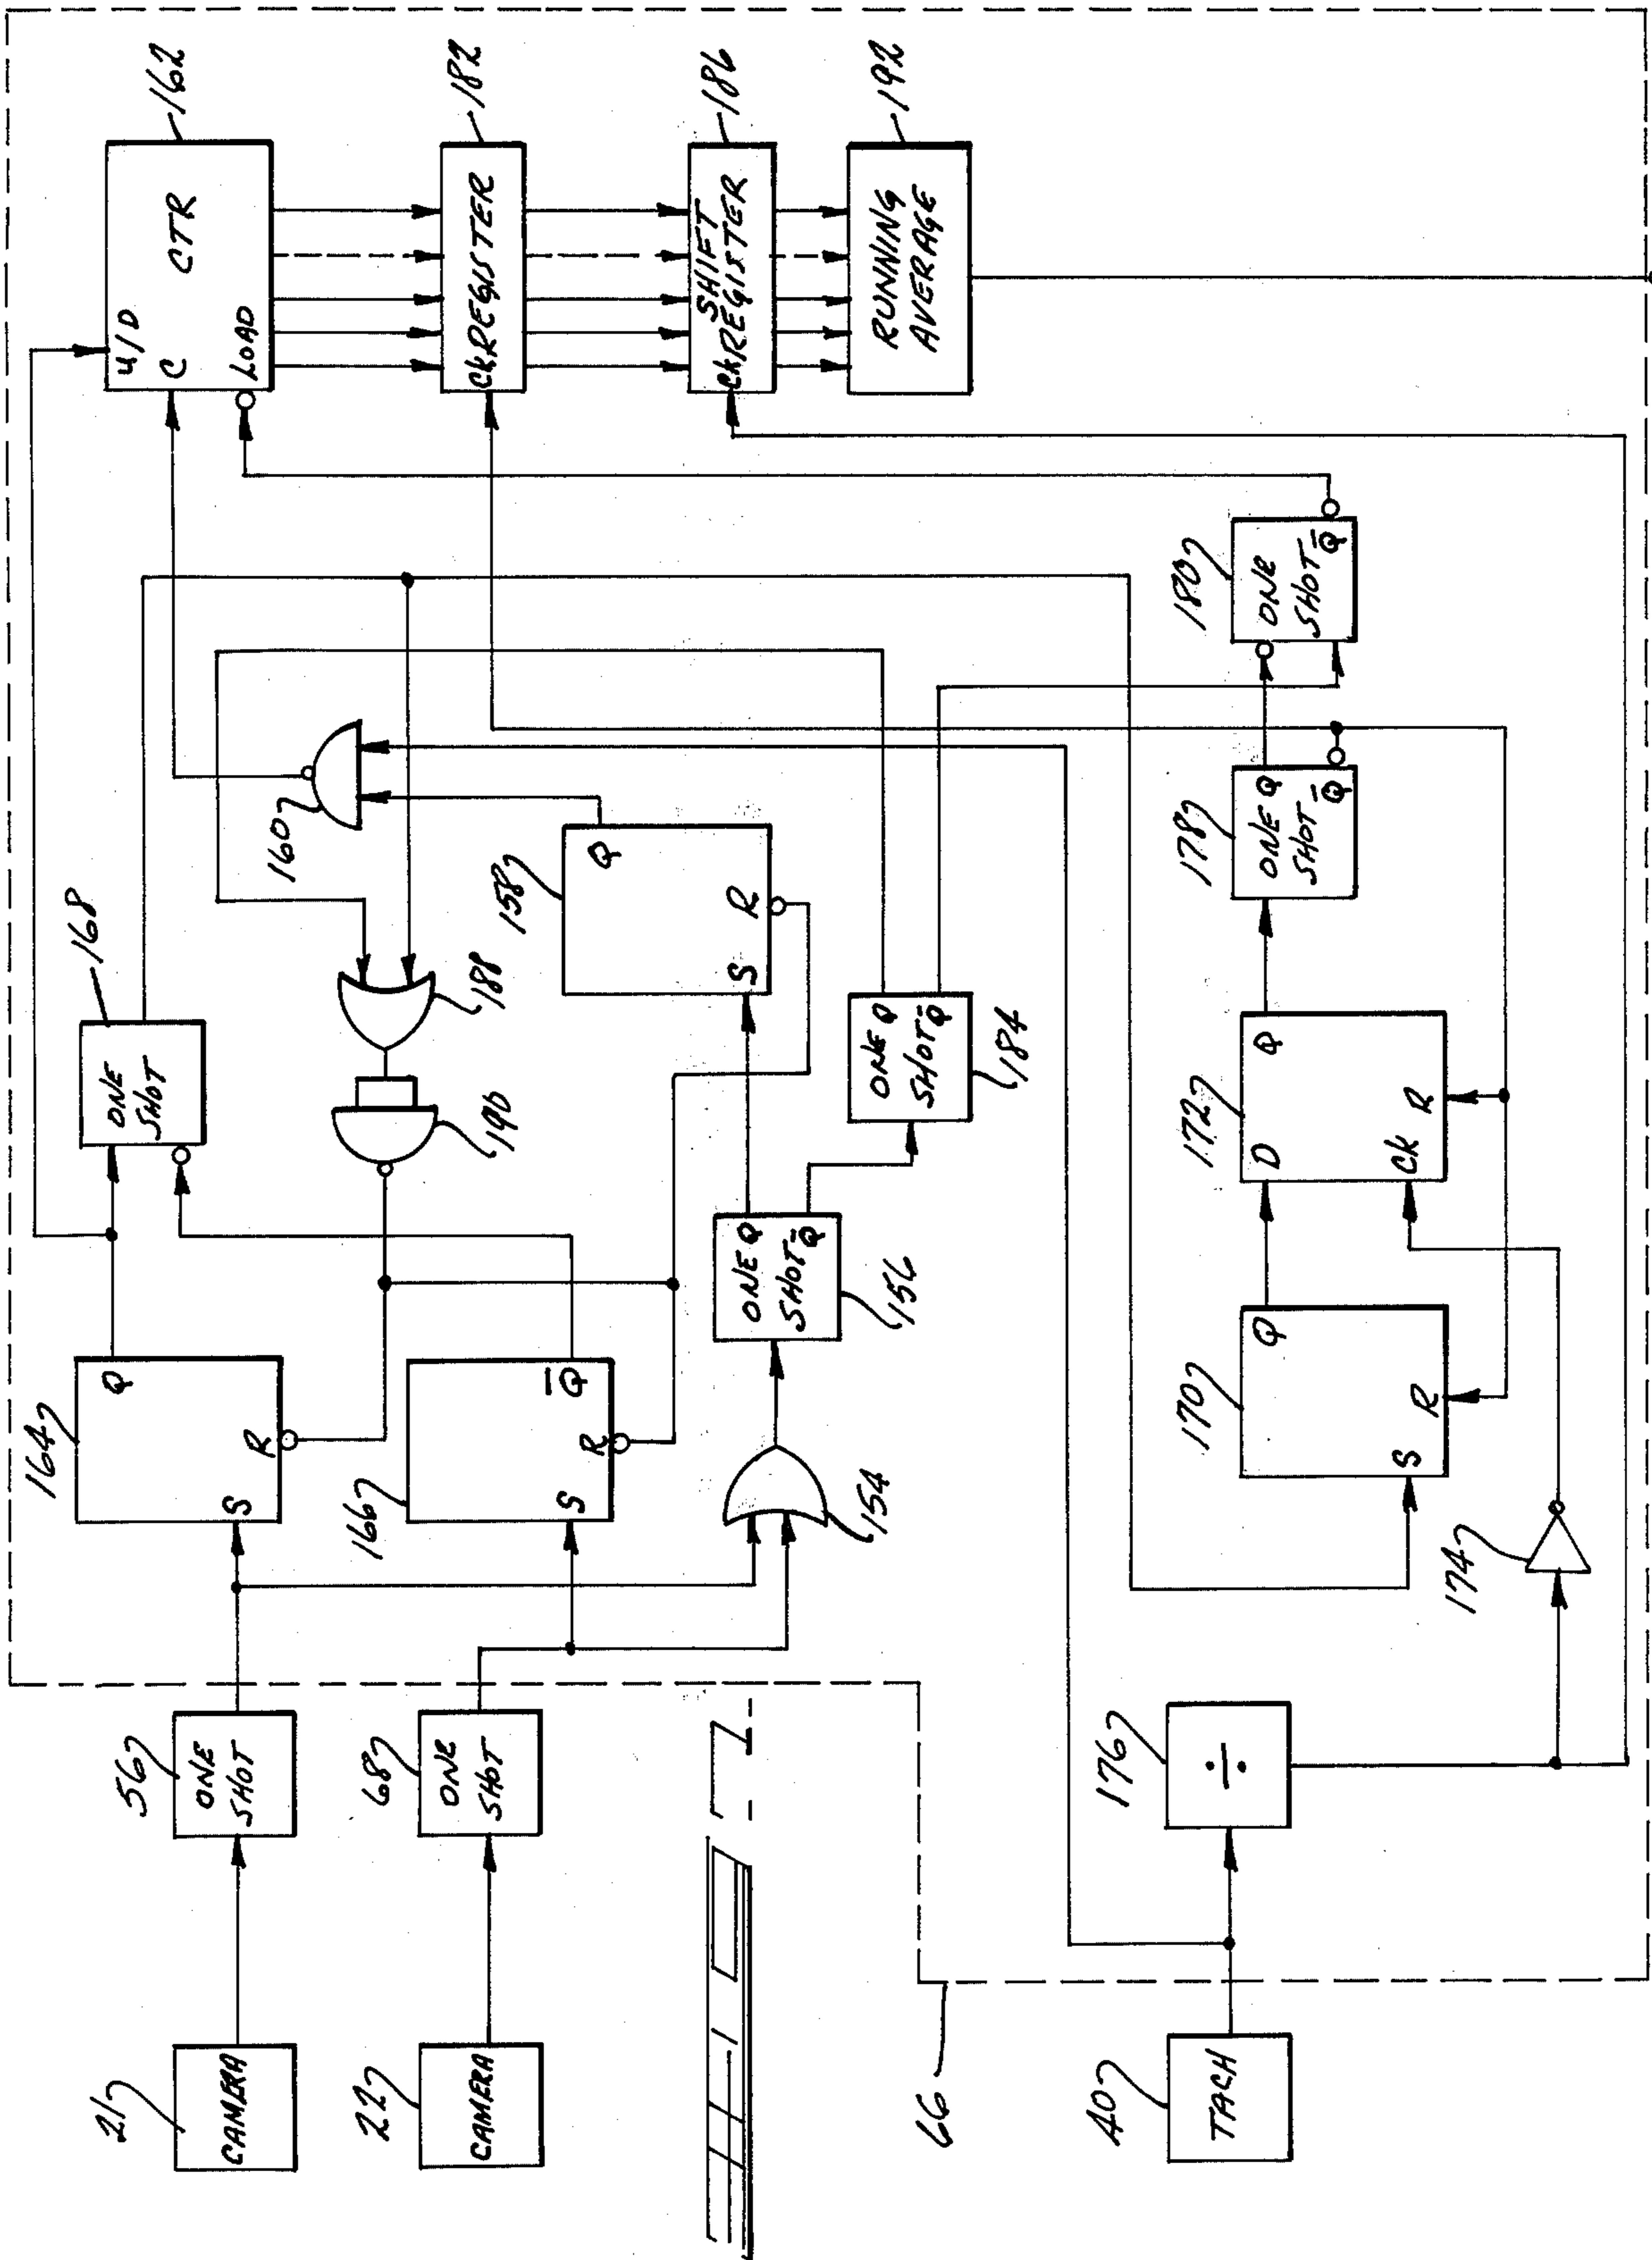 21
CAMERA
56
ONE
SHOT
164
Q
S
R
168
ONE
SHOT
U/D
C
CTR
LOAD
162
22
CAMERA
68
ONE
SHOT
166
Q̅
S
R
190
188
160
CK REGISTER
182
FIG. 11
154
ONE Q
SHOT Q̅
156
158
Q
S
R
SHIFT
CK REGISTER
186
ONE Q
SHOT Q̅
184
RUNNING
AVERAGE
192
66
40
TACH
176
÷
170
Q
S
R
174
172
D
Q
CK
R
178
ONE Q
SHOT Q̅
180
ONE
SHOT Q̅